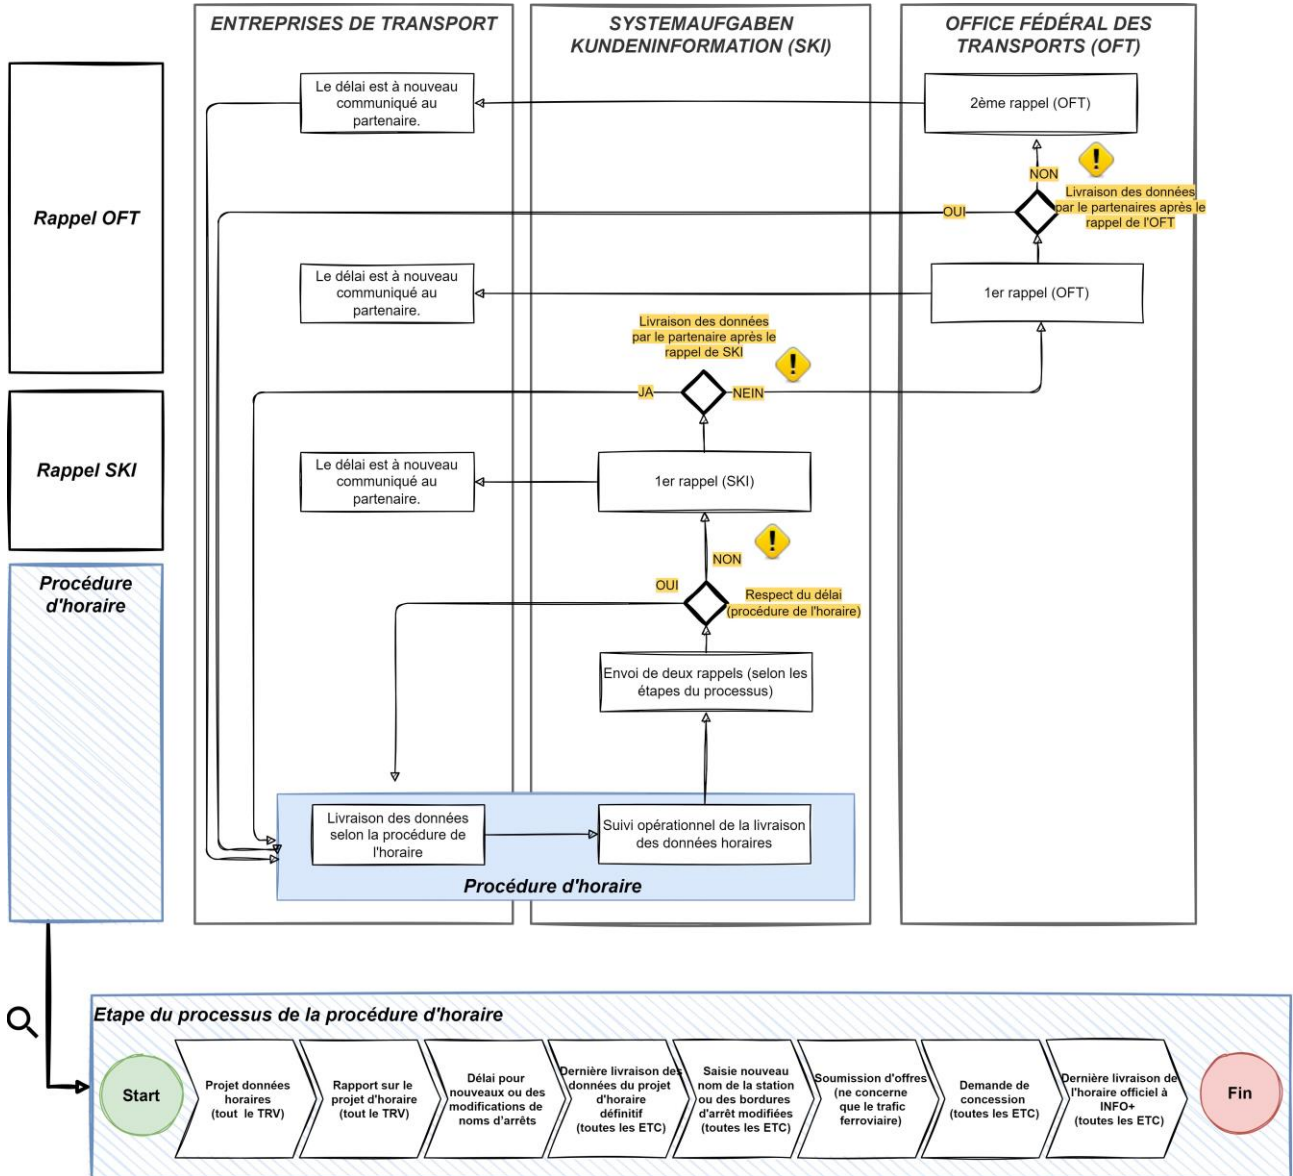 ENTREPRISES DE TRANSPORT
SYSTEMAUFGABEN
KUNDENINFORMATION (SKI)
OFFICE FÉDÉRAL DES
TRANSPORTS (OFT)
Rappel OFT
Le délai est à nouveau
communiqué au
partenaire.
2ème rappel (OFT)
NON
Livraison des données
par le partenaires après le
rappel de l'OFT
OUI
Le délai est à nouveau
communiqué au
partenaire.
1er rappel (OFT)
Livraison des données
par le partenaire après le
rappel de SKI
JA
NEIN
Rappel SKI
Le délai est à nouveau
communiqué au
partenaire.
1er rappel (SKI)
NON
OUI
Respect du délai
(procédure de l'horaire)
Procédure
d'horaire
Envoi de deux rappels (selon les
étapes du processus)
Livraison des données
selon la procédure de
l'horaire
Suivi opérationnel de la livraison
des données horaires
Procédure d'horaire
Etape du processus de la procédure d'horaire
Start
Projet données
horaires
(tout le TRV)
Rapport sur le
projet d'horaire
(tout le TRV)
Délai pour
nouveaux ou des
modifications de
noms d'arrêts
Dernière livraison des
données du projet
d'horaire
définitif
(toutes les ETC)
Saisie nouveau
nom de la station
ou des bordures
d'arrêt modifiées
(toutes les ETC)
Soumission d'offres
(ne concerne
que le trafic
ferroviaire)
Demande de
concession
(toutes les ETC)
Dernière livraison de
l'horaire officiel à
INFO+
(toutes les ETC)
Fin